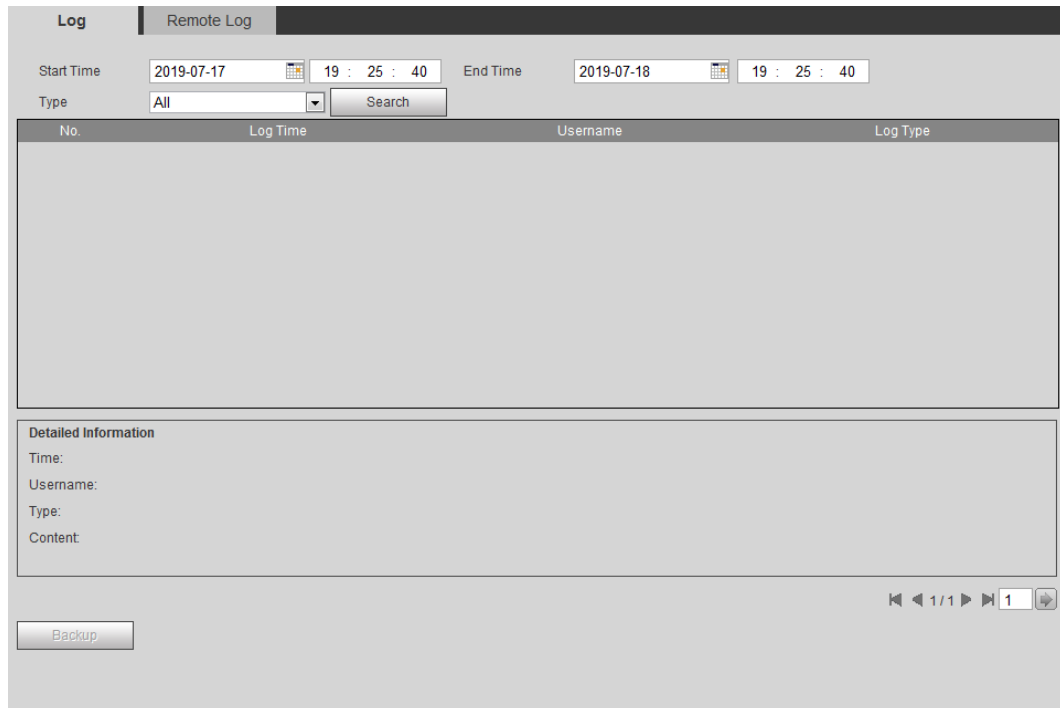 Log Remote Log
Start Time 2019-07-17 19 : 25 : 40 End Time 2019-07-18 19 : 25 : 40
Type All Search
No. Log Time Username Log Type
Detailed Information
Time:
Username:
Type:
Content:
1 / 1 1
Backup